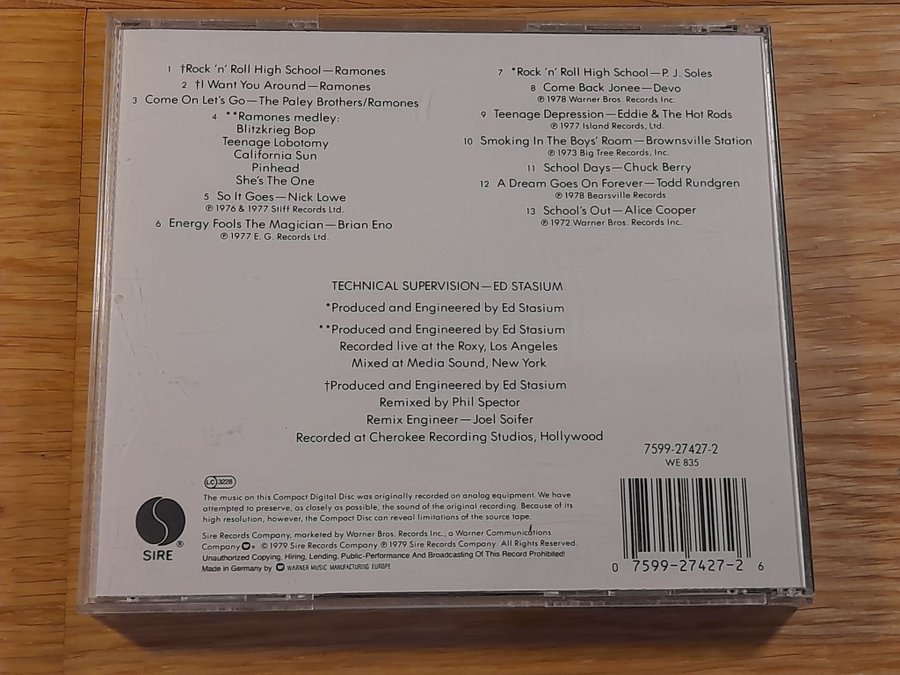 1 †Rock 'n' Roll High School—Ramones
2 †I Want You Around—Ramones
3 Come On Let's Go—The Paley Brothers/Ramones
4 **Ramones medley:
Blitzkrieg Bop
Teenage Lobotomy
California Sun
Pinhead
She's The One
5 So It Goes—Nick Lowe
℗ 1976 & 1977 Stiff Records Ltd.
6 Energy Fools The Magician—Brian Eno
℗ 1977 E. G. Records Ltd.
7 *Rock 'n' Roll High School—P. J. Soles
8 Come Back Jonee—Devo
℗ 1978 Warner Bros. Records Inc.
9 Teenage Depression—Eddie & The Hot Rods
℗ 1977 Island Records, Ltd.
10 Smoking In The Boys' Room—Brownsville Station
℗ 1973 Big Tree Records, Inc.
11 School Days—Chuck Berry
12 A Dream Goes On Forever—Todd Rundgren
℗ 1978 Bearsville Records
13 School's Out—Alice Cooper
℗ 1972 Warner Bros. Records Inc.
TECHNICAL SUPERVISION—ED STASIUM
*Produced and Engineered by Ed Stasium
**Produced and Engineered by Ed Stasium
Recorded live at the Roxy, Los Angeles
Mixed at Media Sound, New York
†Produced and Engineered by Ed Stasium
Remixed by Phil Spector
Remix Engineer—Joel Soifer
Recorded at Cherokee Recording Studios, Hollywood
7599-27427-2
WE 835
LC 3228
The music on this Compact Digital Disc was originally recorded on analog equipment. We have
attempted to preserve, as closely as possible, the sound of the original recording. Because of its
high resolution, however, the Compact Disc can reveal limitations of the source tape.
Sire Records Company, marketed by Warner Bros. Records Inc., a Warner Communications
Company. © 1979 Sire Records Company ℗ 1979 Sire Records Company. All Rights Reserved.
Unauthorized Copying, Hiring, Lending, Public-Performance And Broadcasting Of This Record Prohibited!
Made in Germany by WARNER MUSIC MANUFACTURING EUROPE
SIRE®
0 7599-27427-2 6